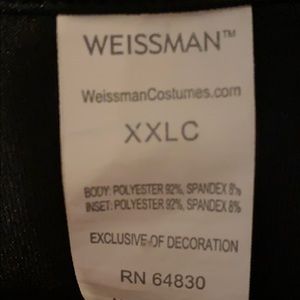 WEISSMAN™
WeissmanCostumes.com
XXLC
BODY: POLYESTER 92%, SPANDEX 8%
INSET: POLYESTER 92%, SPANDEX 8%
EXCLUSIVE OF DECORATION
RN 64830